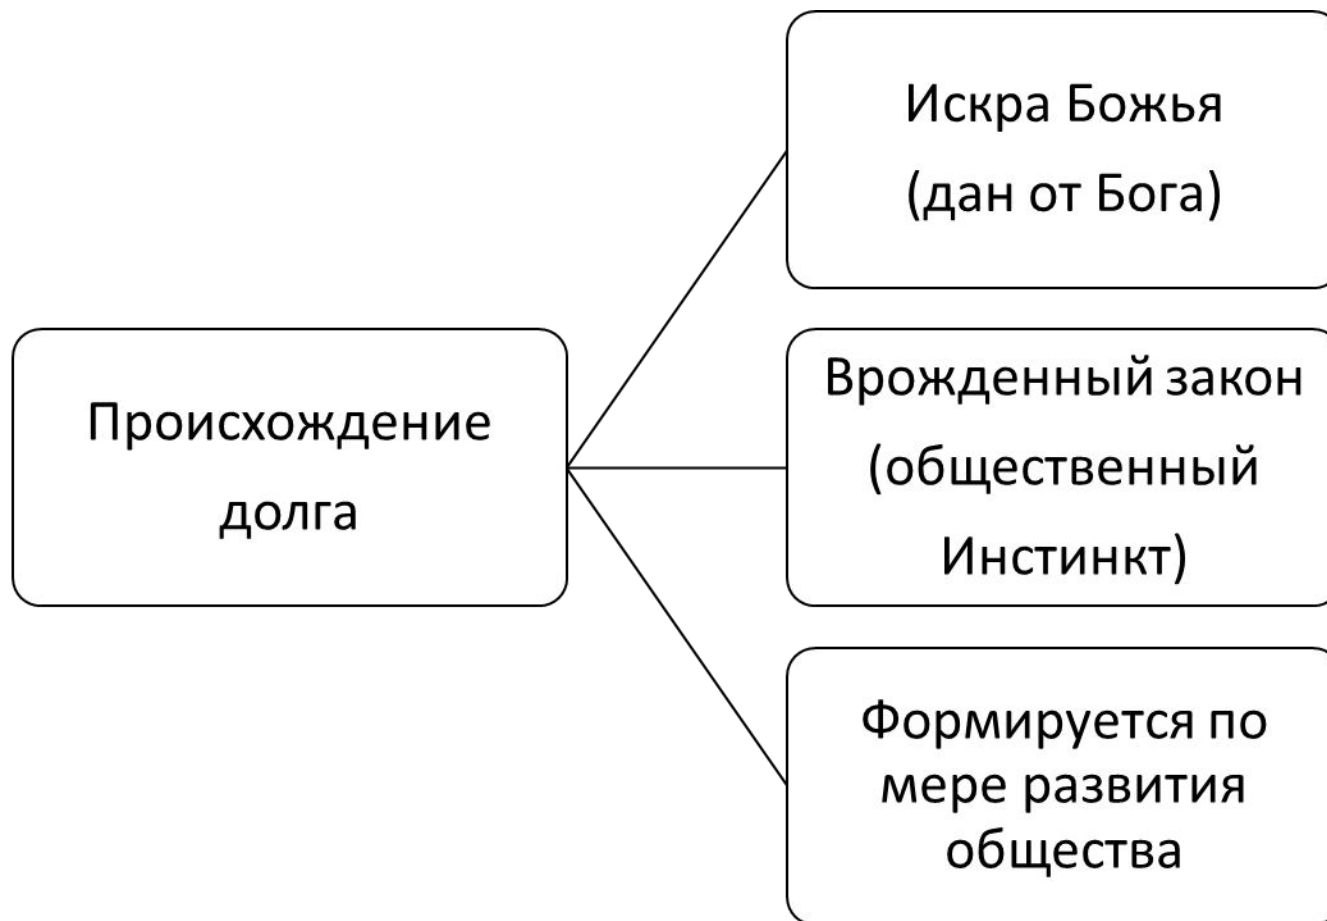 Происхождение
долга
Искра Божья
(дан от Бога)
Врожденный закон
(общественный
Инстинкт)
Формируется по
мере развития
общества